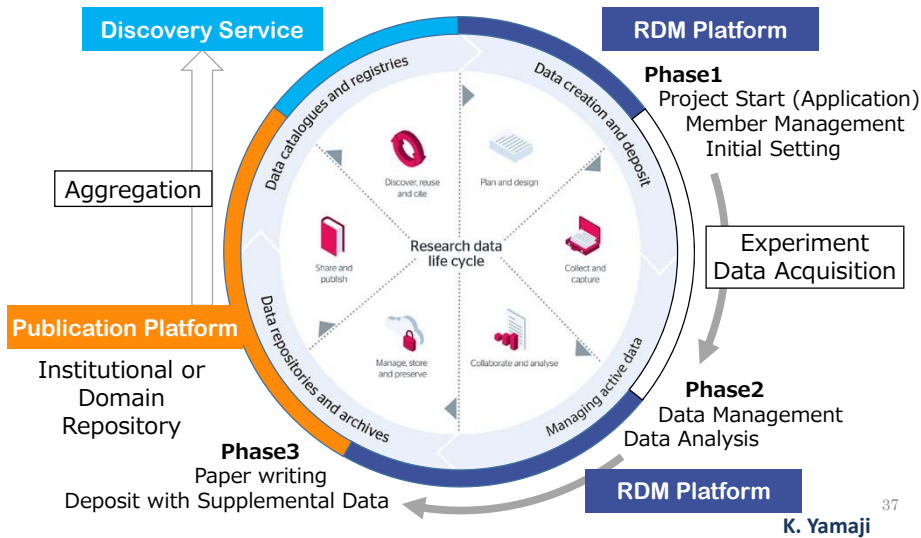 Discovery Service
RDM Platform
Data catalogues and registries
Data creation and deposit
Phase1
Project Start (Application)
Member Management
Initial Setting
Discover, reuse
and cite
Plan and design
Aggregation
Experiment
Data Acquisition
Share and
publish
Research data
life cycle
Collect and
capture
Publication Platform
Institutional or
Domain
Repository
Manage, store
and preserve
Collaborate and analyse
Data repositories and archives
Managing active data
Phase2
Data Management
Data Analysis
Phase3
Paper writing
Deposit with Supplemental Data
RDM Platform
37
K. Yamaji